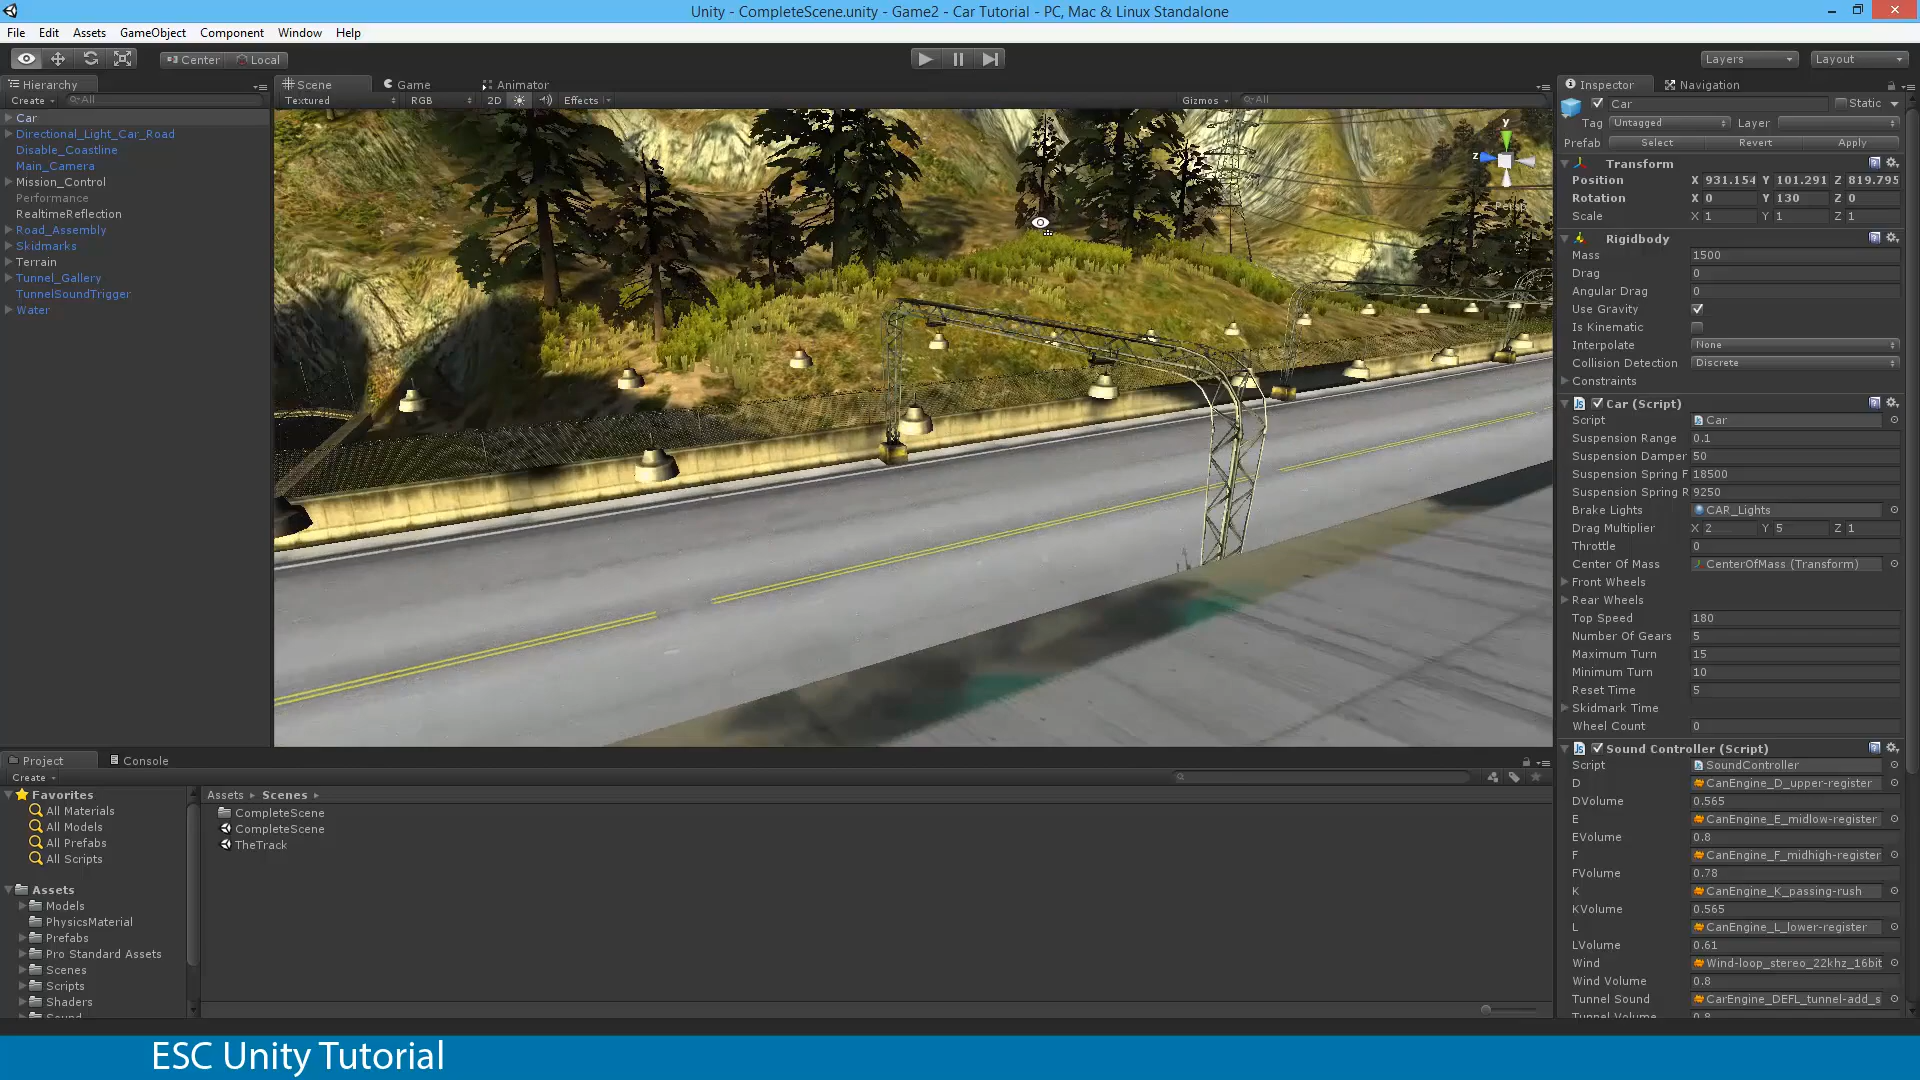 Unity - CompleteScene.unity - Game2 - Car Tutorial - PC, Mac & Linux Standalone
File Edit Assets GameObject Component Window Help
Center Local Layers Layout
Hierarchy Scene Game Animator Inspector Navigation
Create All Textured RGB 2D Effects Gizmos All
Car
Directional_Light_Car_Road
Disable_Coastline
Main_Camera
Mission_Control
Performance
RealtimeReflection
Road_Assembly
Skidmarks
Terrain
Tunnel_Gallery
TunnelSoundTrigger
Water
y
z
Persp
Car Static
Tag Untagged Layer
Prefab Select Revert Apply
Transform
Position X 931.154 Y 101.291 Z 819.795
Rotation X 0 Y 130 Z 0
Scale X 1 Y 1 Z 1
Rigidbody
Mass 1500
Drag 0
Angular Drag 0
Use Gravity
Is Kinematic
Interpolate None
Collision Detection Discrete
Constraints
Car (Script)
Script Car
Suspension Range 0.1
Suspension Damper 50
Suspension Spring F 18500
Suspension Spring R 9250
Brake Lights CAR_Lights
Drag Multiplier X 2 Y 5 Z 1
Throttle 0
Center Of Mass CenterOfMass (Transform)
Front Wheels
Rear Wheels
Top Speed 180
Number Of Gears 5
Maximum Turn 15
Minimum Turn 10
Reset Time 5
Skidmark Time
Wheel Count 0
Sound Controller (Script)
Script SoundController
D CanEngine_D_upper-register
DVolume 0.565
E CanEngine_E_midlow-register
EVolume 0.8
F CanEngine_F_midhigh-register
FVolume 0.78
K CanEngine_K_passing-rush
KVolume 0.565
L CanEngine_L_lower-register
LVolume 0.61
Wind Wind-loop_stereo_22khz_16bit
Wind Volume 0.8
Tunnel Sound CarEngine_DEFL_tunnel-add_s
Tunnel Volume 0.8
Project Console
Create
Favorites
All Materials
All Models
All Prefabs
All Scripts
Assets
Models
PhysicsMaterial
Prefabs
Pro Standard Assets
Scenes
Scripts
Shaders
Sound
Assets Scenes
CompleteScene
CompleteScene
TheTrack
ESC Unity Tutorial